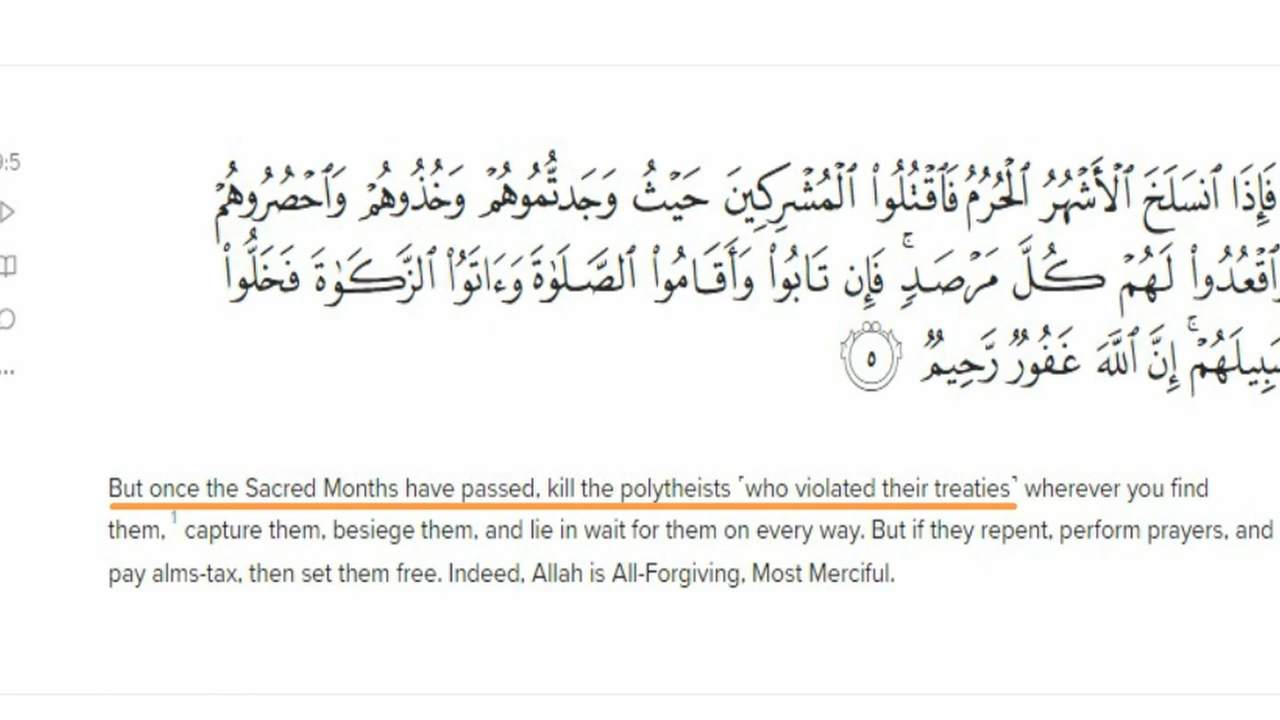 9:5
فَإِذَا ٱنسَلَخَ ٱلْأَشْهُرُ ٱلْحُرُمُ فَٱقْتُلُوا۟ ٱلْمُشْرِكِينَ حَيْثُ وَجَدتُّمُوهُمْ وَخُذُوهُمْ وَٱحْصُرُوهُمْ
وَٱقْعُدُوا۟ لَهُمْ كُلَّ مَرْصَدٍۢ ۚ فَإِن تَابُوا۟ وَأَقَامُوا۟ ٱلصَّلَوٰةَ وَءَاتَوُا۟ ٱلزَّكَوٰةَ فَخَلُّوا۟
سَبِيلَهُمْ ۚ إِنَّ ٱللَّهَ غَفُورٌۭ رَّحِيمٌۭ ٥
But once the Sacred Months have passed, kill the polytheists ˹who violated their treaties˺ wherever you find
them, 1 capture them, besiege them, and lie in wait for them on every way. But if they repent, perform prayers, and
pay alms-tax, then set them free. Indeed, Allah is All-Forgiving, Most Merciful.